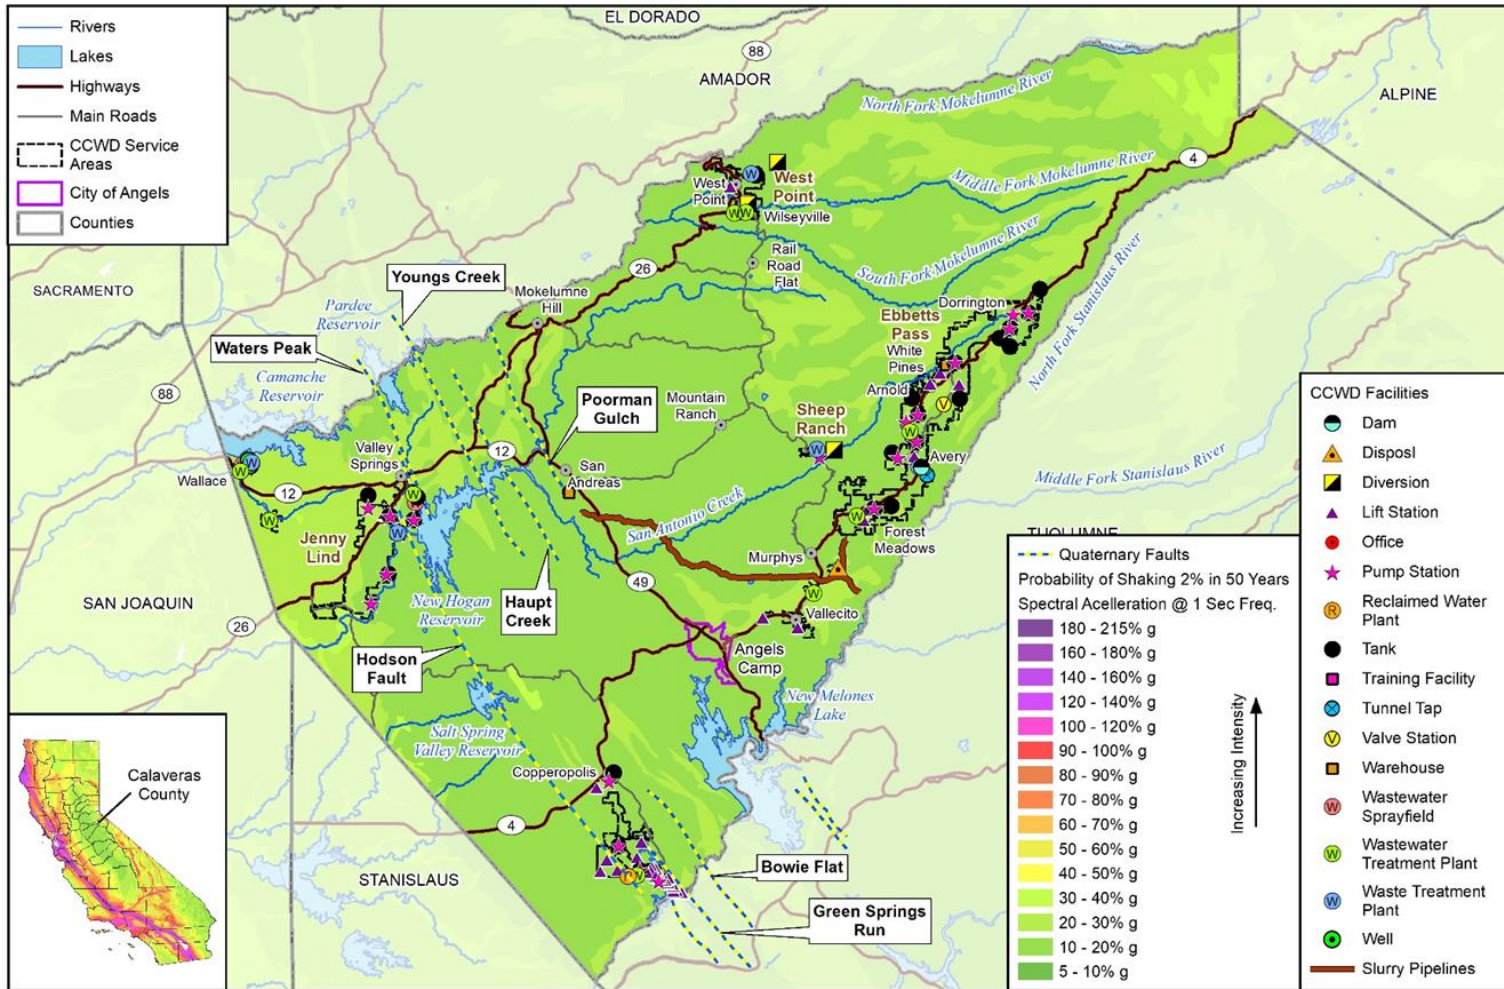 Rivers
Lakes
Highways
Main Roads
CCWD Service
Areas
City of Angels
Counties
EL DORADO
88
AMADOR
ALPINE
North Fork Mokelumne River
4
Middle Fork Mokelumne River
West
Point
West
Point
Wilseyville
South Fork Mokelumne River
Rail
Road
Flat
26
SACRAMENTO
Youngs Creek
Pardee
Reservoir
Mokelumne
Hill
Dorrington
Ebbetts
Pass
North Fork Stanislaus River
Waters Peak
White
Pines
Camanche
Reservoir
88
Arnold
Poorman
Gulch
Mountain
Ranch
Sheep
Ranch
Valley
Springs
12
San
Andreas
Avery
Middle Fork Stanislaus River
Wallace
12
San Antonio Creek
Jenny
Lind
Forest
Meadows
Murphys
TUOLUMNE
SAN JOAQUIN
49
New Hogan
Reservoir
Haupt
Creek
Vallecito
26
Hodson
Fault
Angels
Camp
New Melones
Lake
Salt Spring
Valley Reservoir
Copperopolis
4
Bowie Flat
STANISLAUS
Green Springs
Run
Calaveras
County
Quaternary Faults
Probability of Shaking 2% in 50 Years
Spectral Acelleration @ 1 Sec Freq.
180 - 215% g
160 - 180% g
140 - 160% g
120 - 140% g
100 - 120% g
90 - 100% g
80 - 90% g
70 - 80% g
60 - 70% g
50 - 60% g
40 - 50% g
30 - 40% g
20 - 30% g
10 - 20% g
5 - 10% g
Increasing Intensity
CCWD Facilities
Dam
Disposl
Diversion
Lift Station
Office
Pump Station
R
Reclaimed Water
Plant
Tank
Training Facility
Tunnel Tap
V
Valve Station
Warehouse
W
Wastewater
Sprayfield
W
Wastewater
Treatment Plant
W
Waste Treatment
Plant
Well
Slurry Pipelines